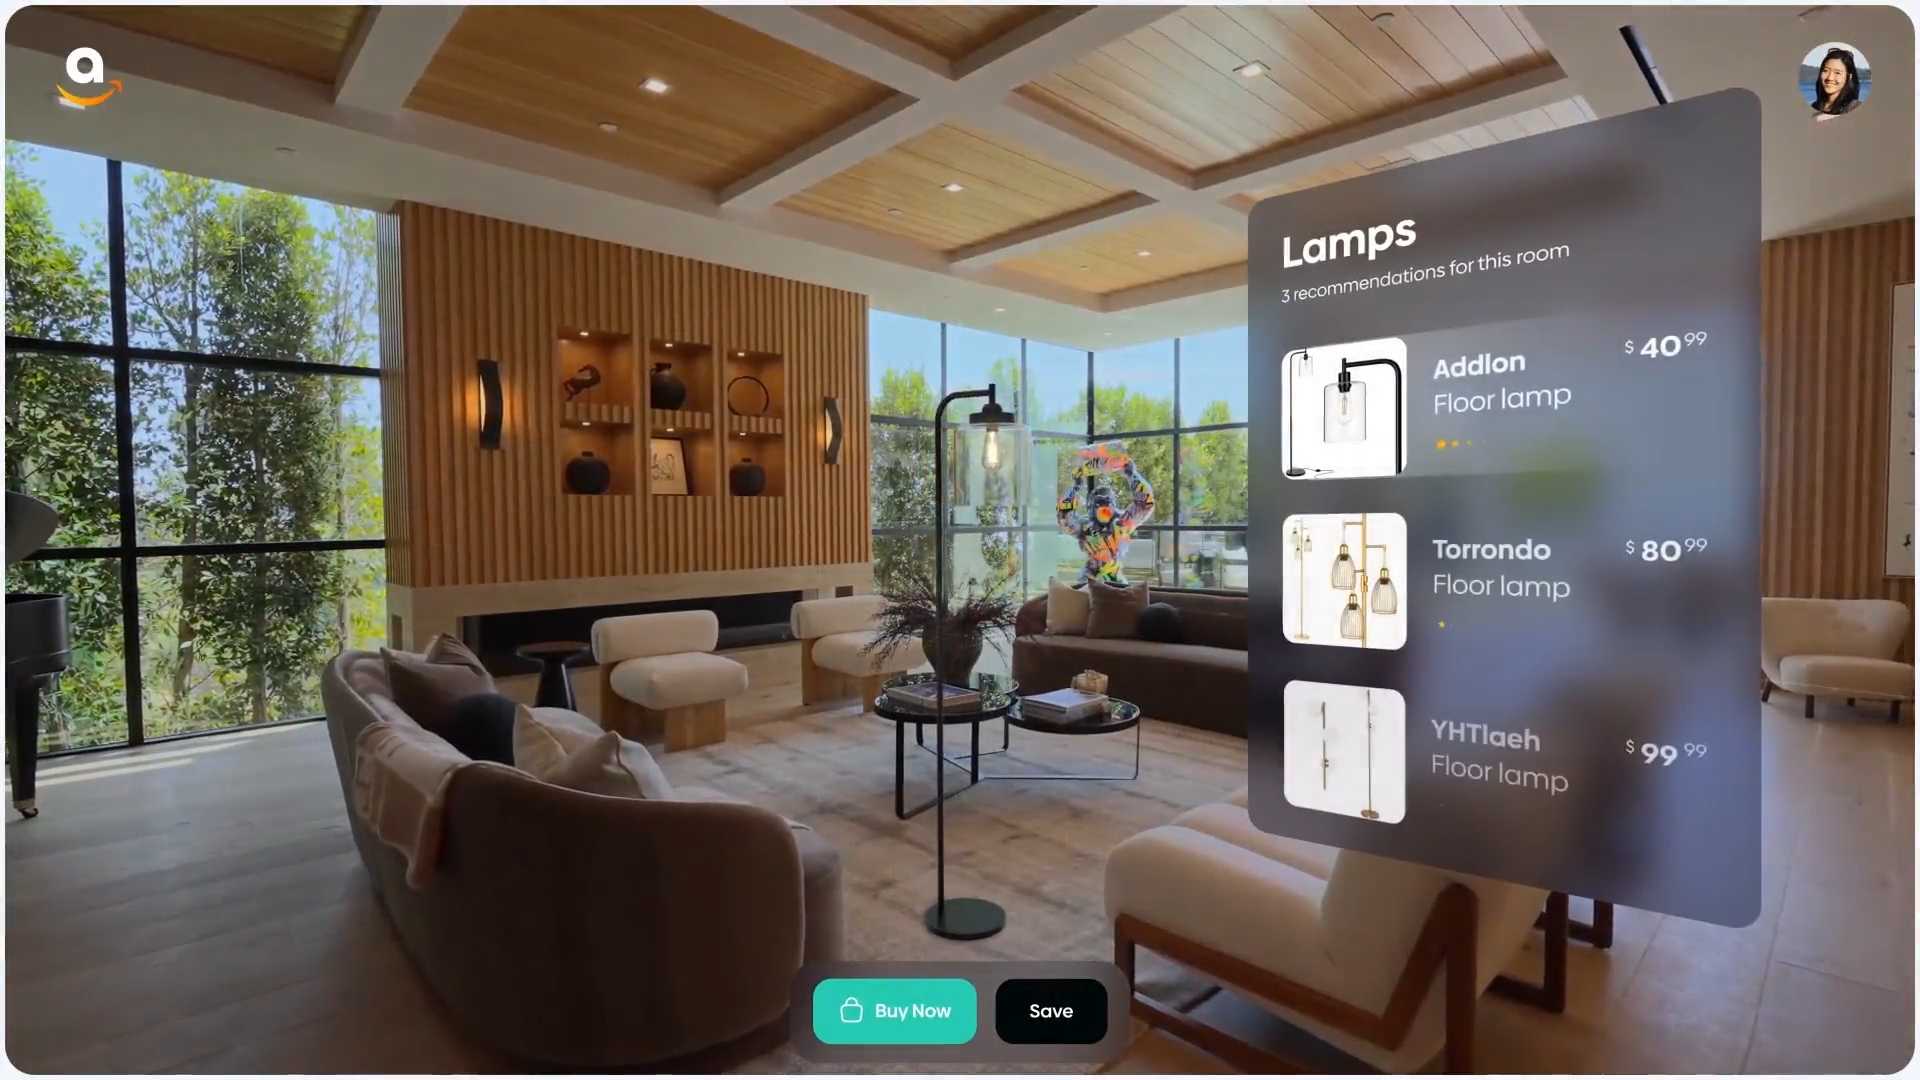 a
Lamps
3 recommendations for this room
Addlon
Floor lamp
$ 40 99
Torrondo
Floor lamp
$ 80 99
YHTlaeh
Floor lamp
$ 99 99
Buy Now
Save